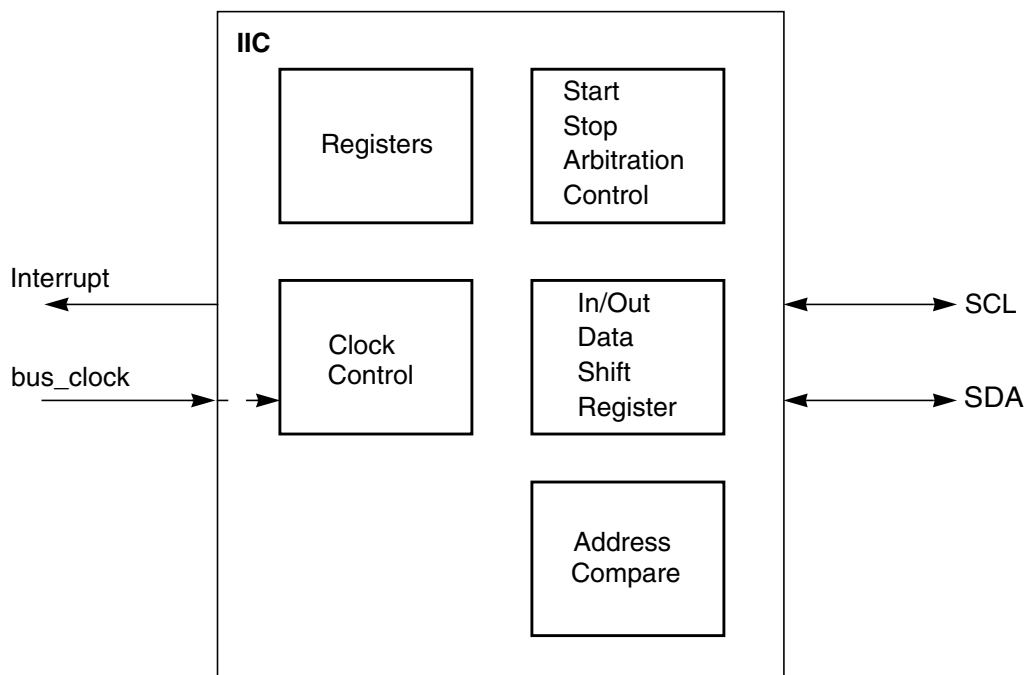 IIC
Registers
Start
Stop
Arbitration
Control
Interrupt
bus_clock
Clock
Control
In/Out
Data
Shift
Register
SCL
SDA
Address
Compare